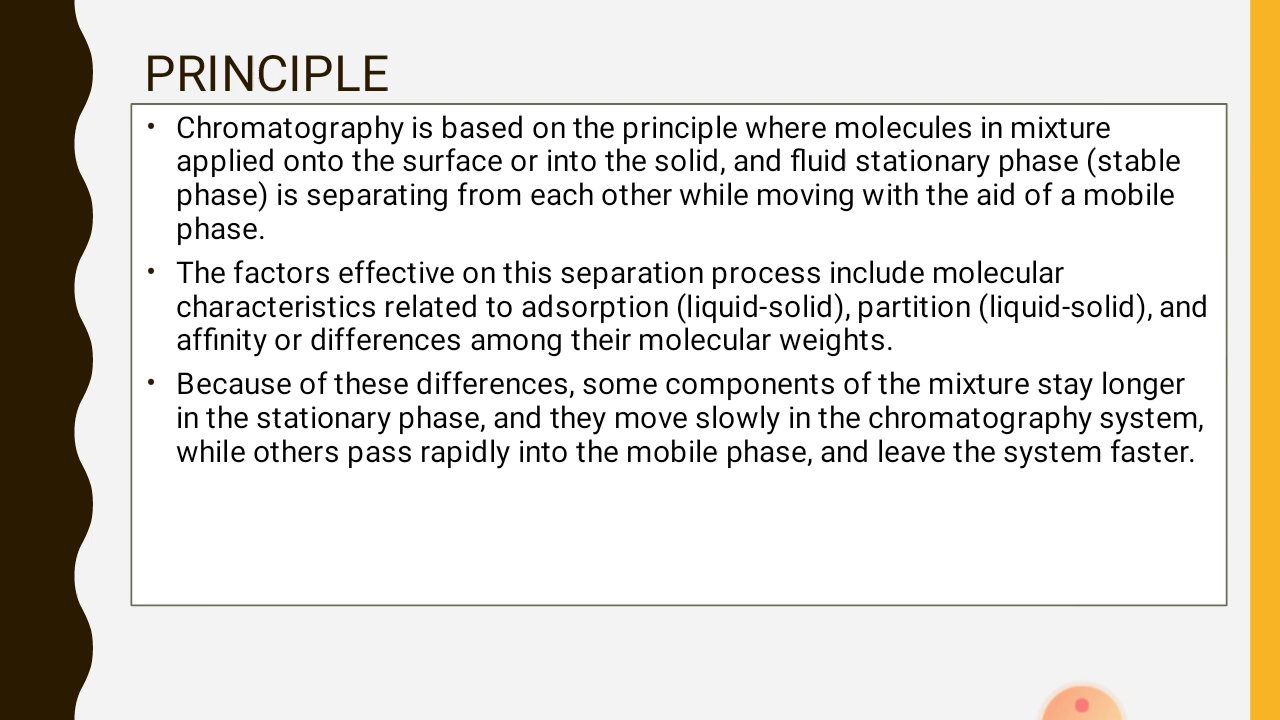 PRINCIPLE
• Chromatography is based on the principle where molecules in mixture
applied onto the surface or into the solid, and fluid stationary phase (stable
phase) is separating from each other while moving with the aid of a mobile
phase.
• The factors effective on this separation process include molecular
characteristics related to adsorption (liquid-solid), partition (liquid-solid), and
affinity or differences among their molecular weights.
• Because of these differences, some components of the mixture stay longer
in the stationary phase, and they move slowly in the chromatography system,
while others pass rapidly into the mobile phase, and leave the system faster.